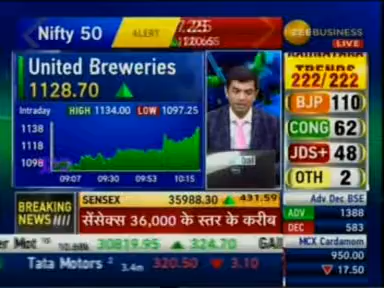 Nifty 50
ALERT
ZEE BUSINESS
LIVE
United Breweries
1128.70
Intraday HIGH 1134.00 LOW 1097.25
1138
1118
1098
09:07 09:30 09:53 10:15
TRENDS
222/222
BJP 110
CONG 62
JDS+ 48
OTH 2
BREAKING NEWS
SENSEX 35988.30 431.59
सेंसेक्स 36,000 के स्तर के करीब
Adv Dec BSE
ADV 1388
DEC 583
MCX Cardamom
950.00
17.50
30819.95 324.70 GAI
Tata Motors 3.4m 320.50 3.10